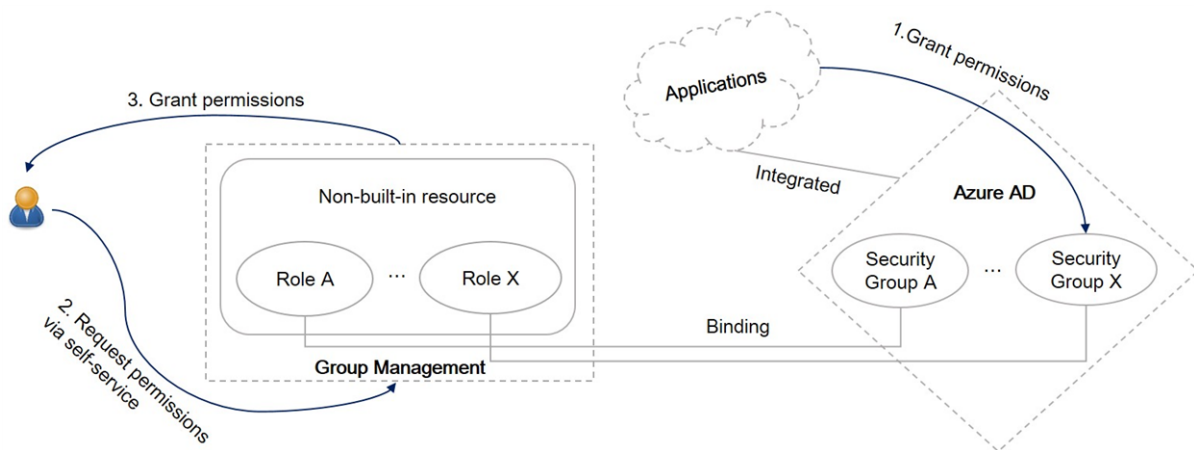 1.Grant permissions
Applications
3. Grant permissions
Integrated
Non-built-in resource
Azure AD
Role A
...
Role X
Security
Group A
...
Security
Group X
2. Request permissions
via self-service
Binding
Group Management